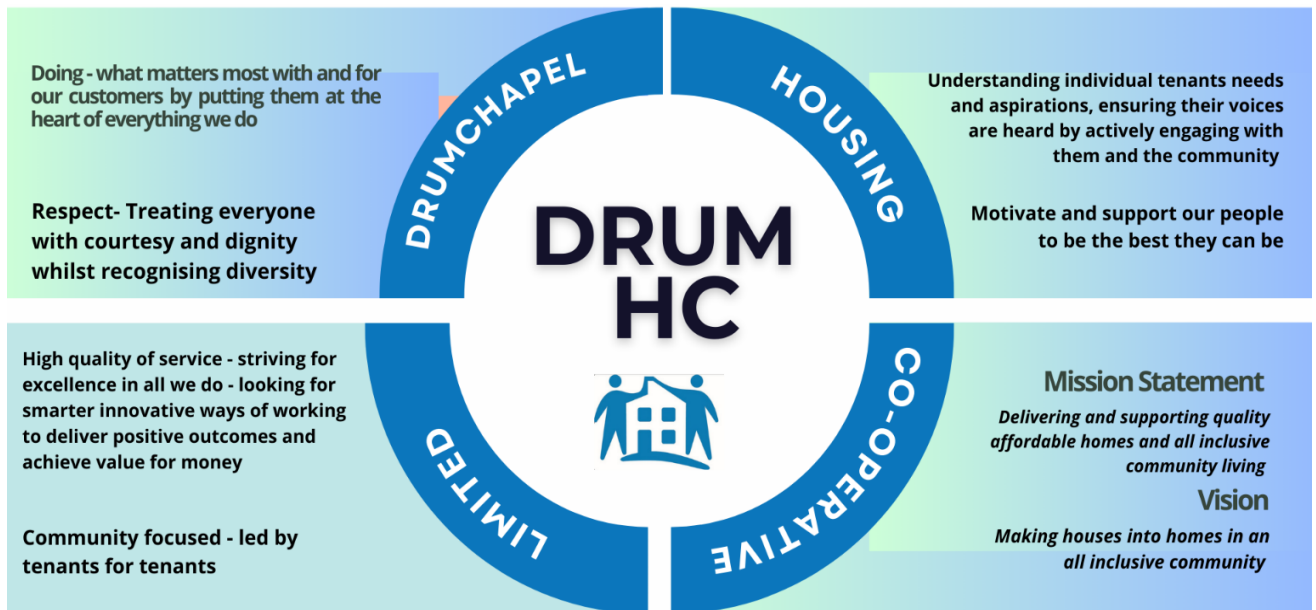 Doing - what matters most with and for
our customers by putting them at the
heart of everything we do
Respect- Treating everyone
with courtesy and dignity
whilst recognising diversity
DRUMCHAPEL
HOUSING
CO-OPERATIVE
LIMITED
DRUM
HC
Understanding individual tenants needs
and aspirations, ensuring their voices
are heard by actively engaging with
them and the community
Motivate and support our people
to be the best they can be
High quality of service - striving for
excellence in all we do - looking for
smarter innovative ways of working
to deliver positive outcomes and
achieve value for money
Community focused - led by
tenants for tenants
Mission Statement
Delivering and supporting quality
affordable homes and all inclusive
community living
Vision
Making houses into homes in an
all inclusive community